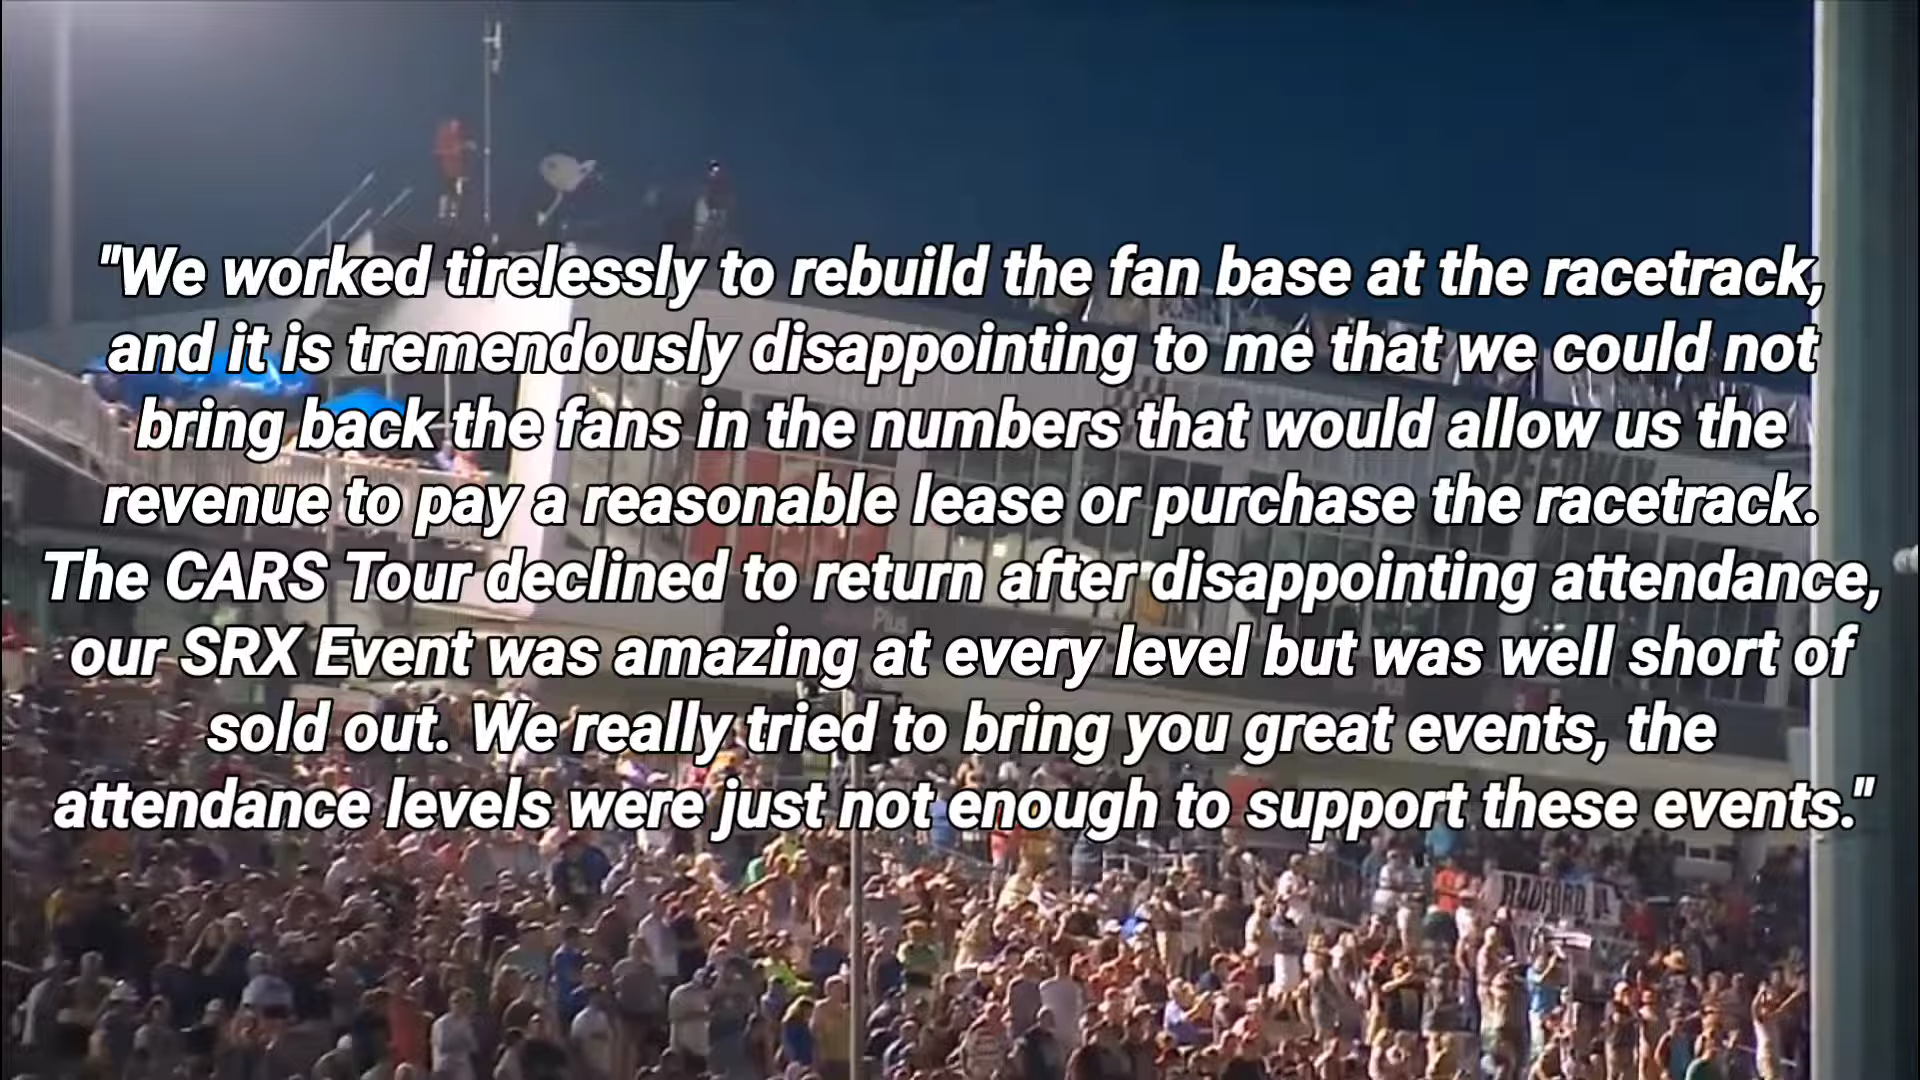 "We worked tirelessly to rebuild the fan base at the racetrack,
and it is tremendously disappointing to me that we could not
bring back the fans in the numbers that would allow us the
revenue to pay a reasonable lease or purchase the racetrack.
The CARS Tour declined to return after disappointing attendance,
our SRX Event was amazing at every level but was well short of
sold out. We really tried to bring you great events, the
attendance levels were just not enough to support these events."
SPEEDWAY
Plus
RADFORD